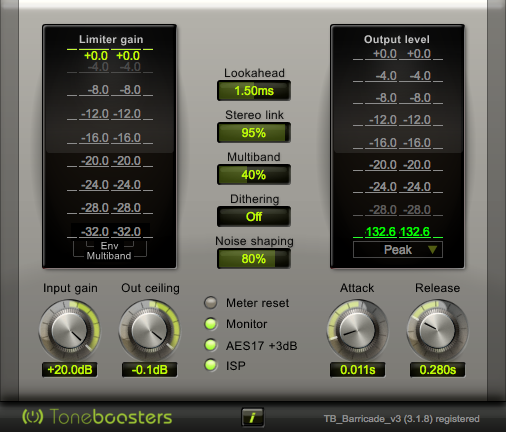 Limiter gain
+0.0 +0.0
-4.0 -4.0
-8.0 -8.0
-12.0 -12.0
-16.0 -16.0
-20.0 -20.0
-24.0 -24.0
-28.0 -28.0
-32.0 -32.0
Env
Multiband
Lookahead
1.50ms
Stereo link
95%
Multiband
40%
Dithering
Off
Noise shaping
80%
Output level
+0.0 +0.0
-4.0 -4.0
-8.0 -8.0
-12.0 -12.0
-16.0 -16.0
-20.0 -20.0
-24.0 -24.0
-28.0 -28.0
132.6 132.6
Peak
Input gain
+20.0dB
Out ceiling
-0.1dB
Meter reset
Monitor
AES17 +3dB
ISP
Attack
0.011s
Release
0.280s
Toneboosters
i
TB_Barricade_v3 (3.1.8) registered